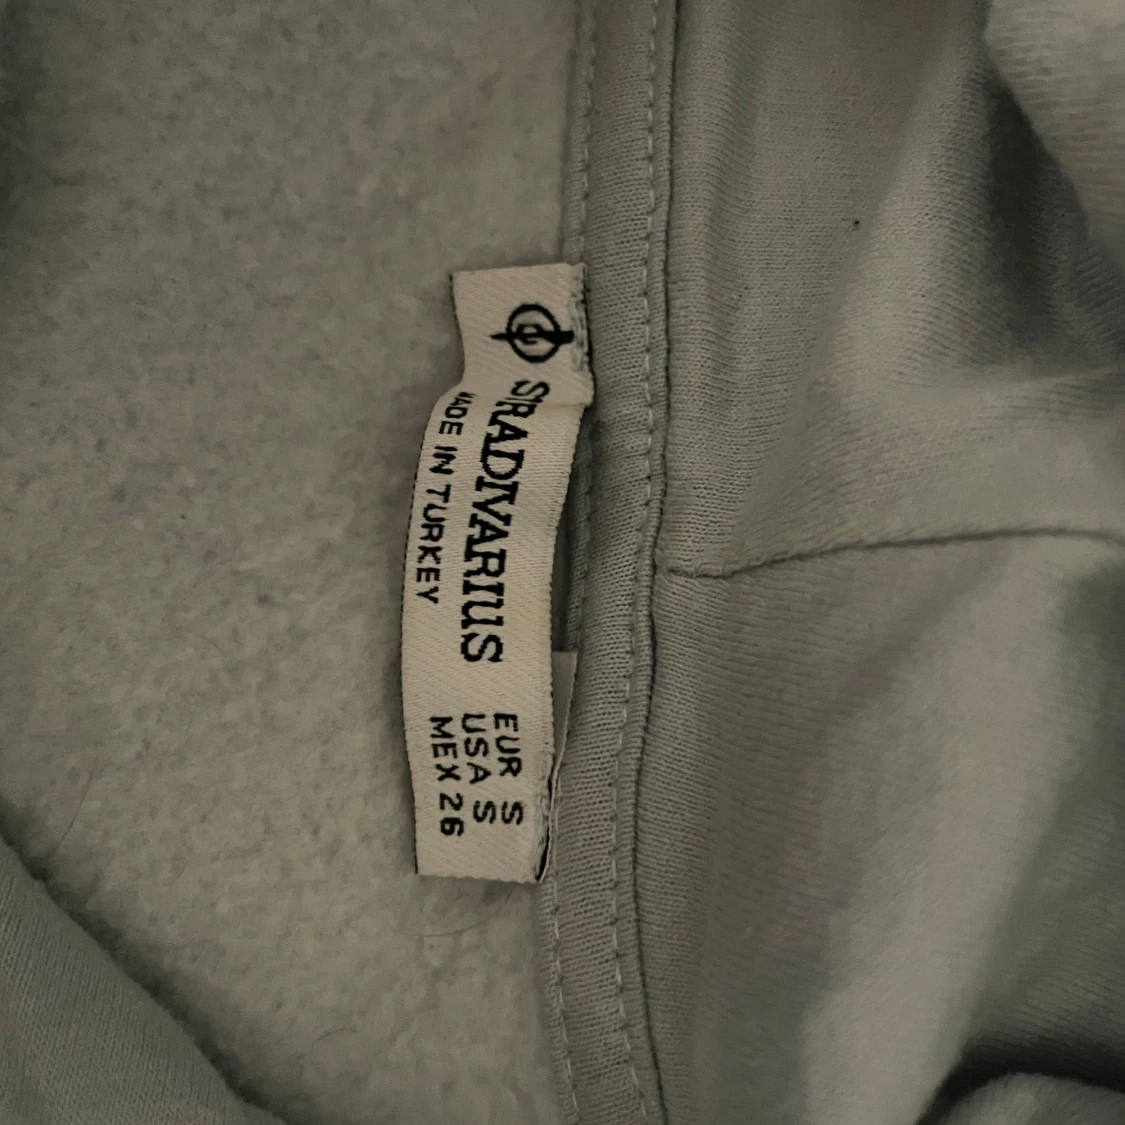 STRADIVARIUS
MADE IN TURKEY
EUR S
USA S
MEX 26